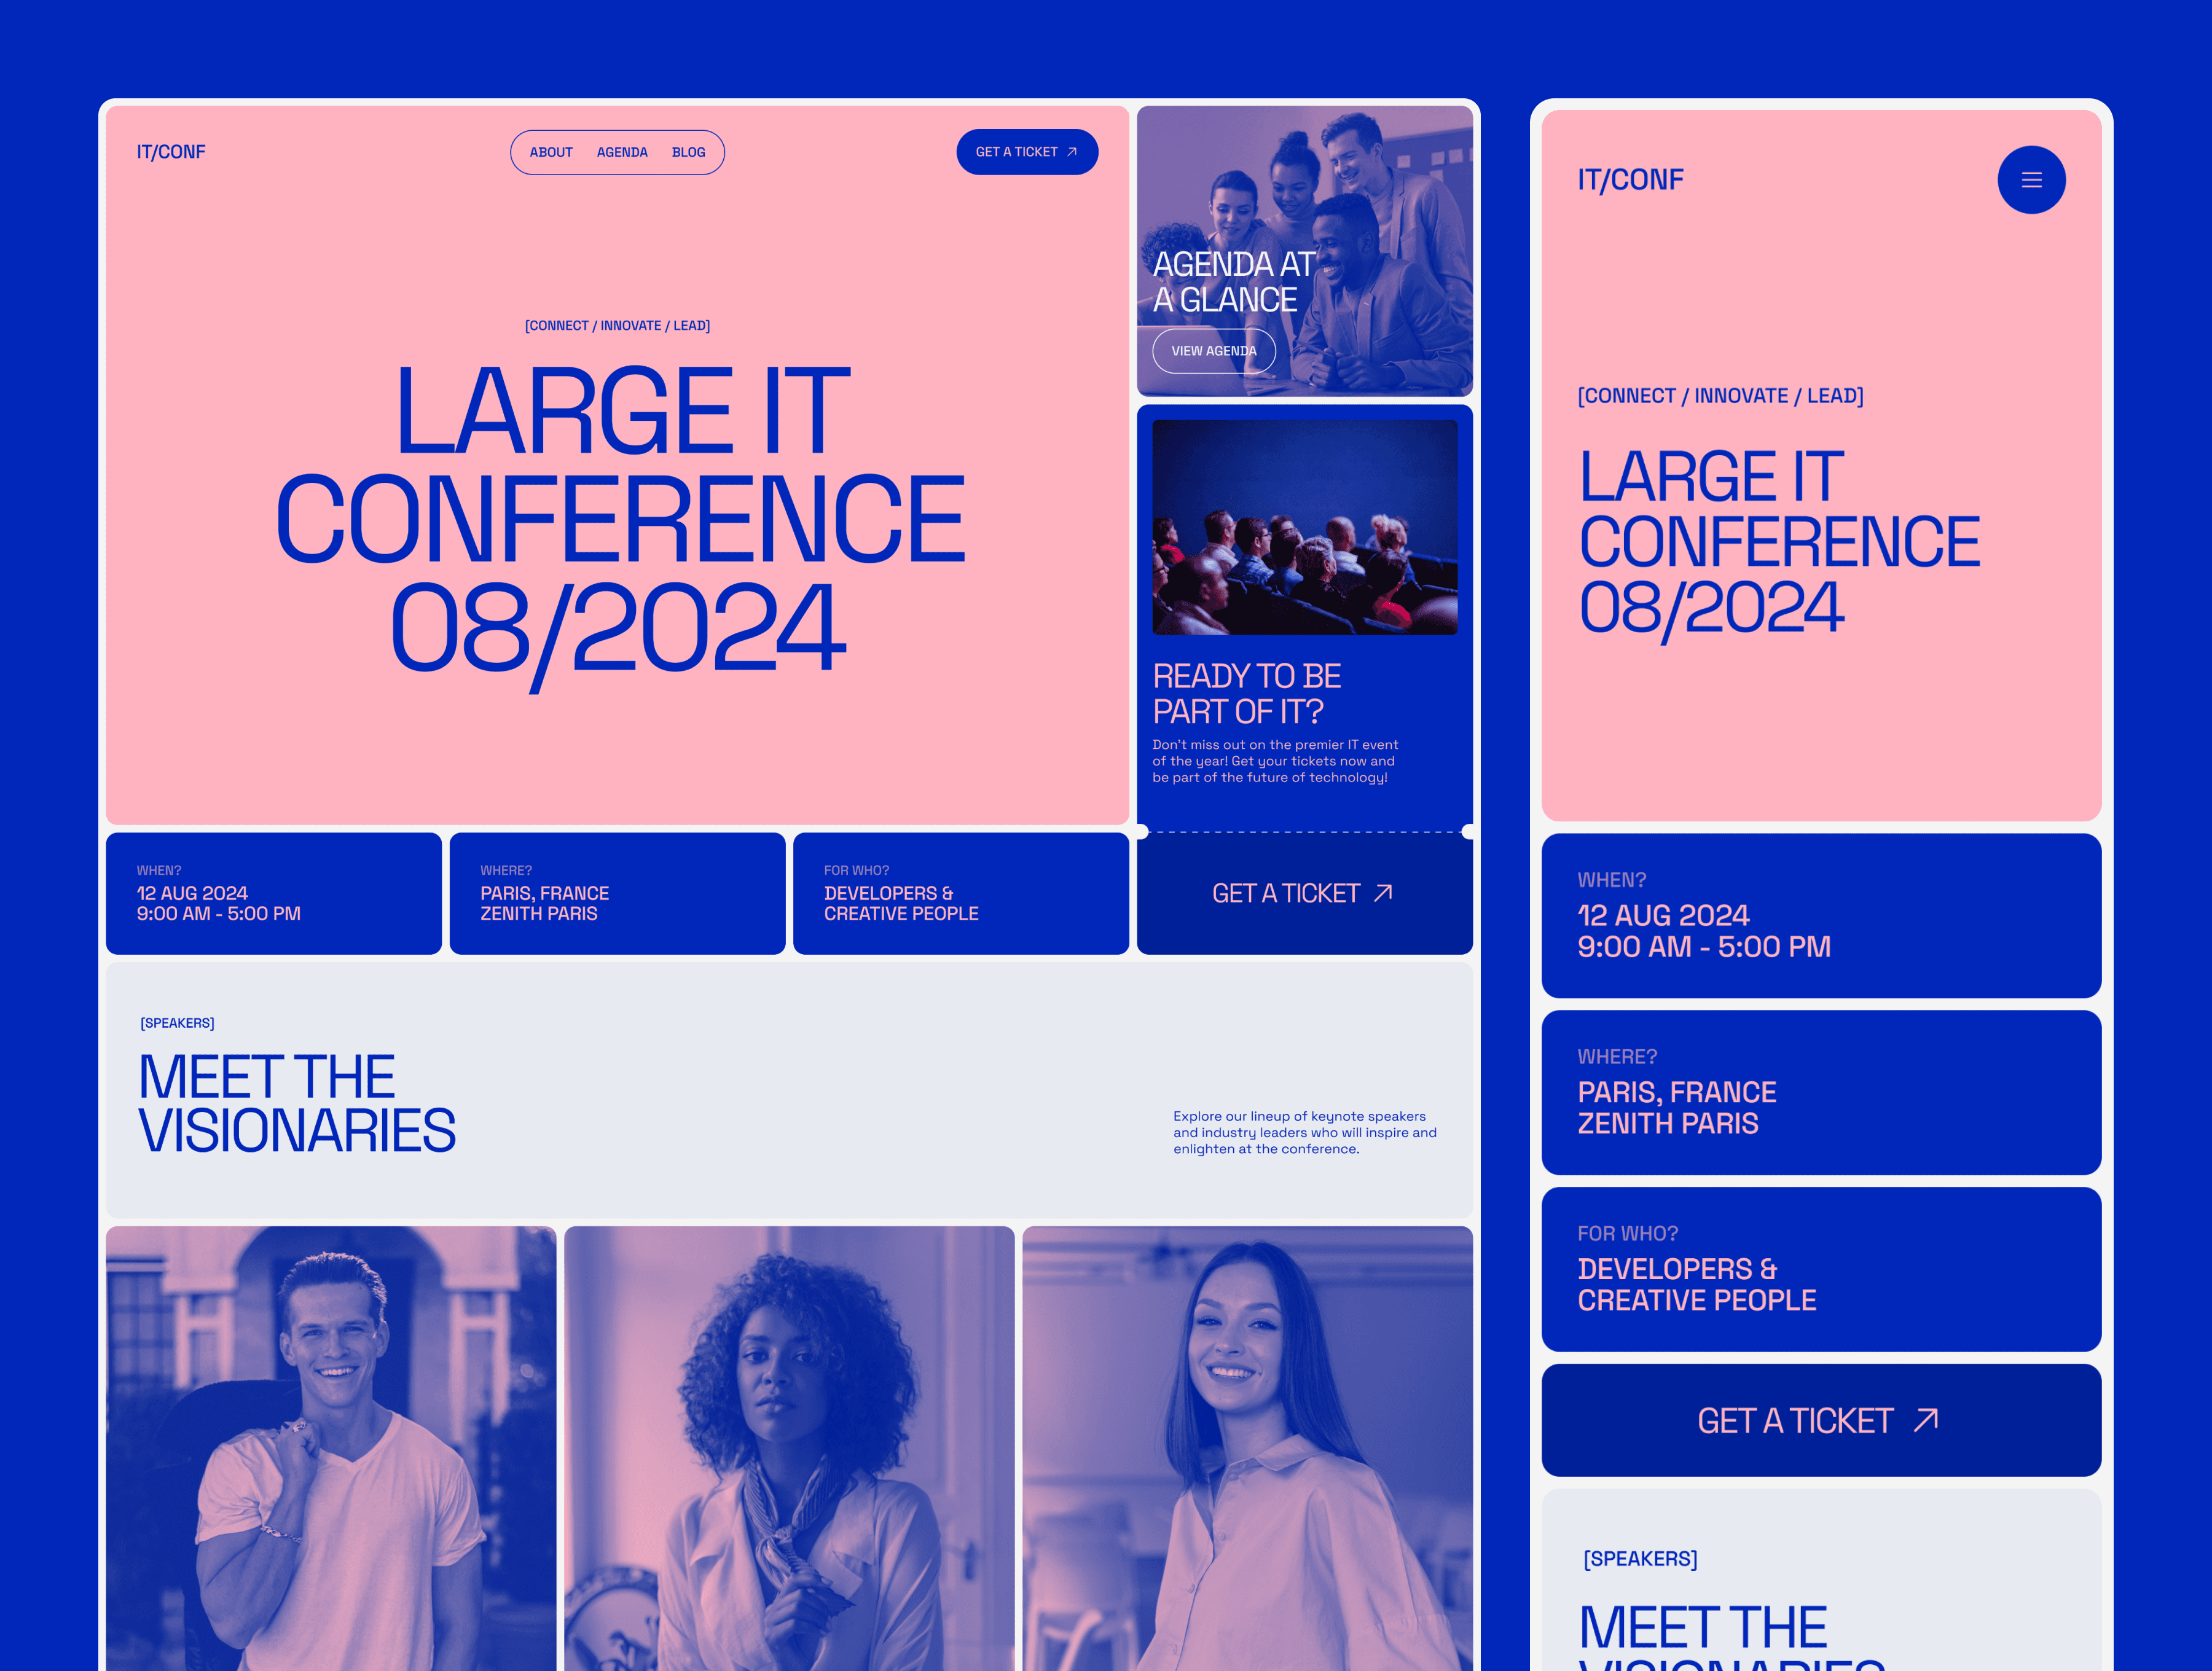 IT/CONF
ABOUT AGENDA BLOG
GET A TICKET
[CONNECT / INNOVATE / LEAD]
LARGE IT
CONFERENCE
08/2024
AGENDA AT
A GLANCE
VIEW AGENDA
READY TO BE
PART OF IT?
Don't miss out on the premier IT event
of the year! Get your tickets now and
be part of the future of technology!
GET A TICKET
WHEN?
12 AUG 2024
9:00 AM - 5:00 PM
WHERE?
PARIS, FRANCE
ZENITH PARIS
FOR WHO?
DEVELOPERS &
CREATIVE PEOPLE
[SPEAKERS]
MEET THE
VISIONARIES
Explore our lineup of keynote speakers
and industry leaders who will inspire and
enlighten at the conference.
IT/CONF
[CONNECT / INNOVATE / LEAD]
LARGE IT
CONFERENCE
08/2024
WHEN?
12 AUG 2024
9:00 AM - 5:00 PM
WHERE?
PARIS, FRANCE
ZENITH PARIS
FOR WHO?
DEVELOPERS &
CREATIVE PEOPLE
GET A TICKET
[SPEAKERS]
MEET THE
VISIONARIES